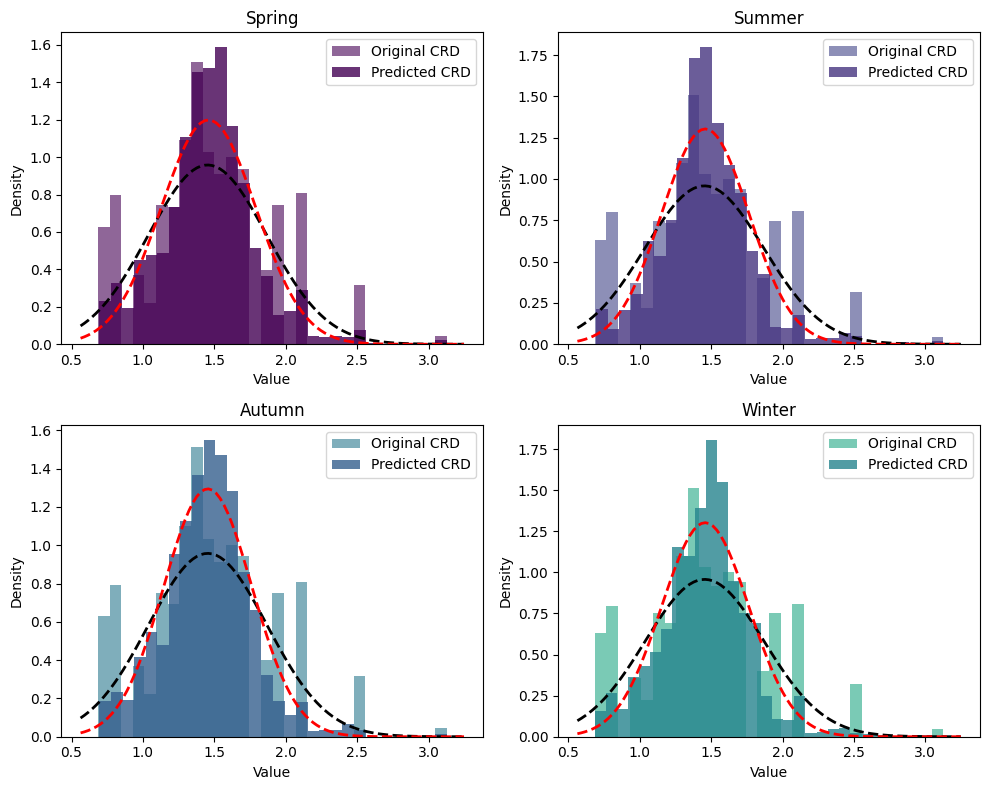 Spring
Density
1.6
1.4
1.2
1.0
0.8
0.6
0.4
0.2
0.0
Original CRD
Predicted CRD
0.5 1.0 1.5 2.0 2.5 3.0
Value
Summer
Density
1.75
1.50
1.25
1.00
0.75
0.50
0.25
0.00
Original CRD
Predicted CRD
0.5 1.0 1.5 2.0 2.5 3.0
Value
Autumn
Density
1.6
1.4
1.2
1.0
0.8
0.6
0.4
0.2
0.0
Original CRD
Predicted CRD
0.5 1.0 1.5 2.0 2.5 3.0
Value
Winter
Density
1.75
1.50
1.25
1.00
0.75
0.50
0.25
0.00
Original CRD
Predicted CRD
0.5 1.0 1.5 2.0 2.5 3.0
Value